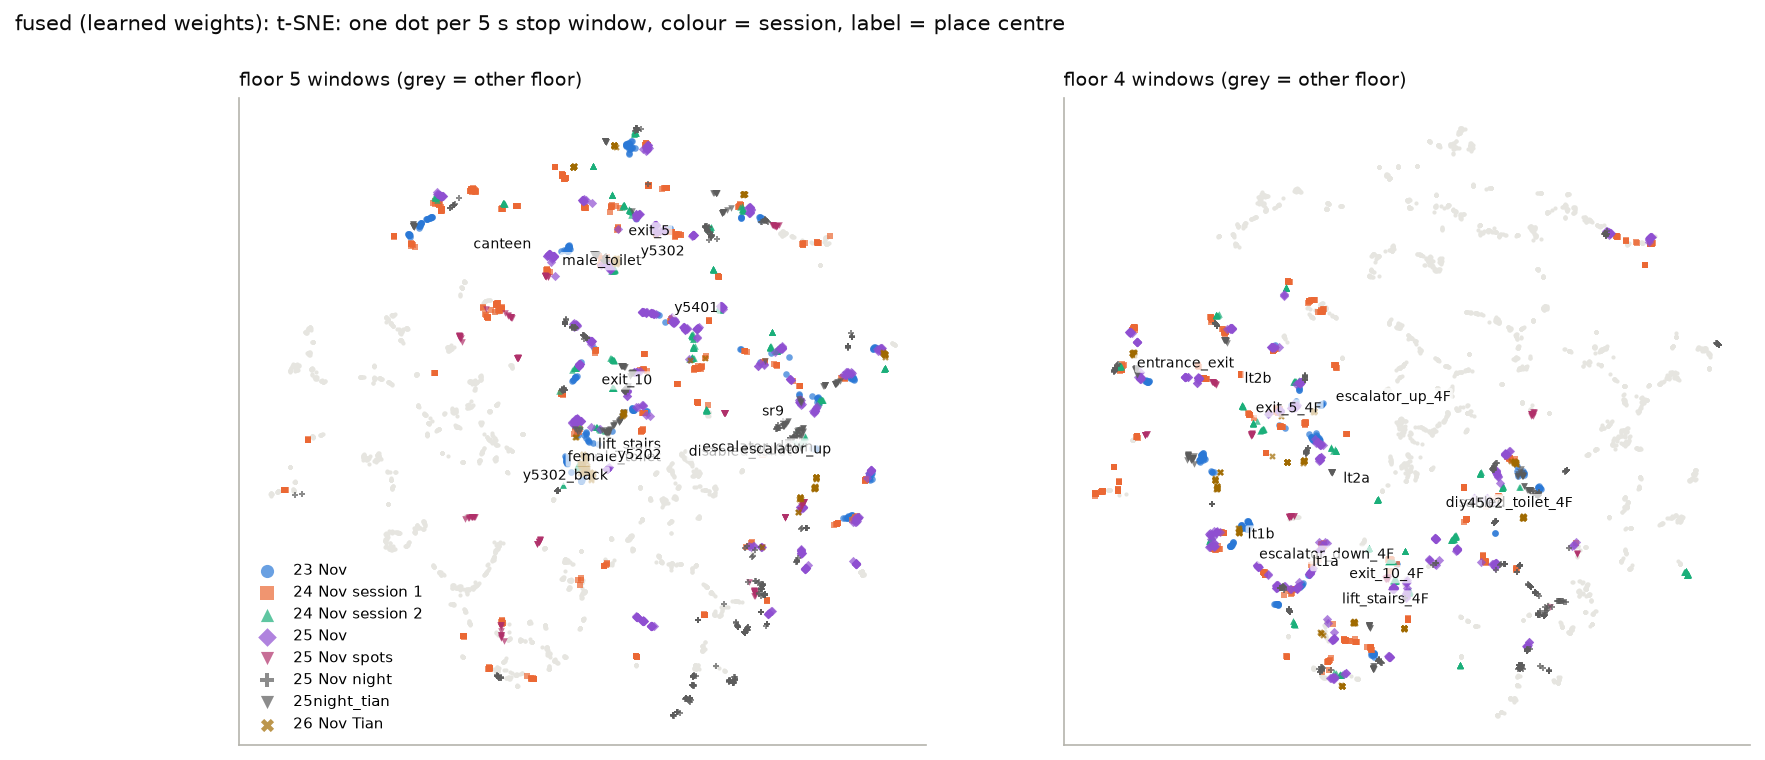 fused (learned weights): t-SNE: one dot per 5 s stop window, colour = session, label = place centre
floor 5 windows (grey = other floor)
exit_5
canteen
y5302
male_toilet
y5401
exit_10
sr9
lift_stairs
y5202
escalator_up
y5302_back
23 Nov
24 Nov session 1
24 Nov session 2
25 Nov
25 Nov spots
25 Nov night
25night_tian
26 Nov Tian
floor 4 windows (grey = other floor)
entrance_exit
lt2b
escalator_up_4F
exit_5_4F
lt2a
lt1b
escalator_down_4F
lt1a
exit_10_4F
lift_stairs_4F